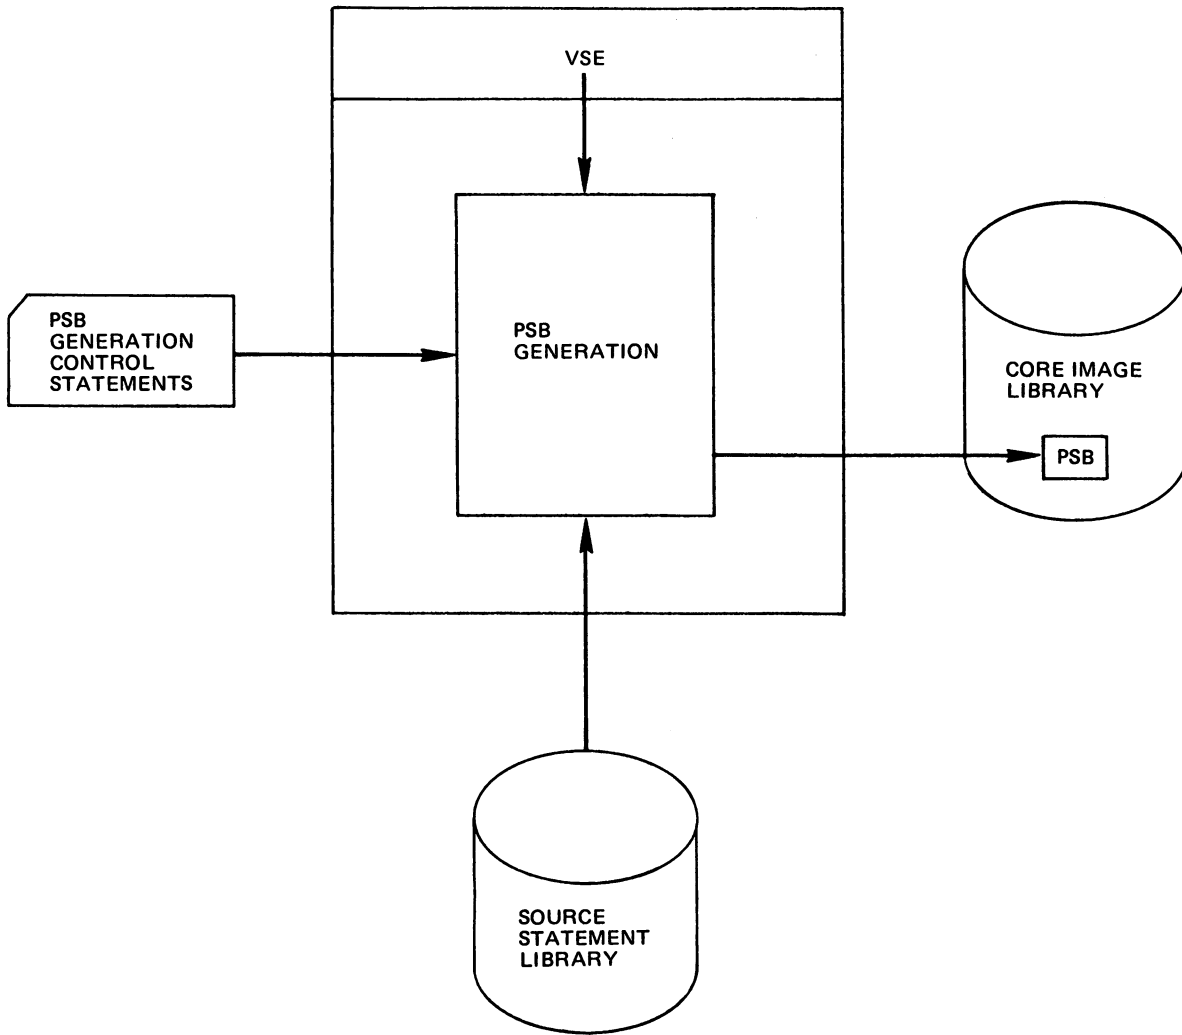 VSE
PSB
GENERATION
CONTROL
STATEMENTS
PSB
GENERATION
CORE IMAGE
LIBRARY
PSB
SOURCE
STATEMENT
LIBRARY